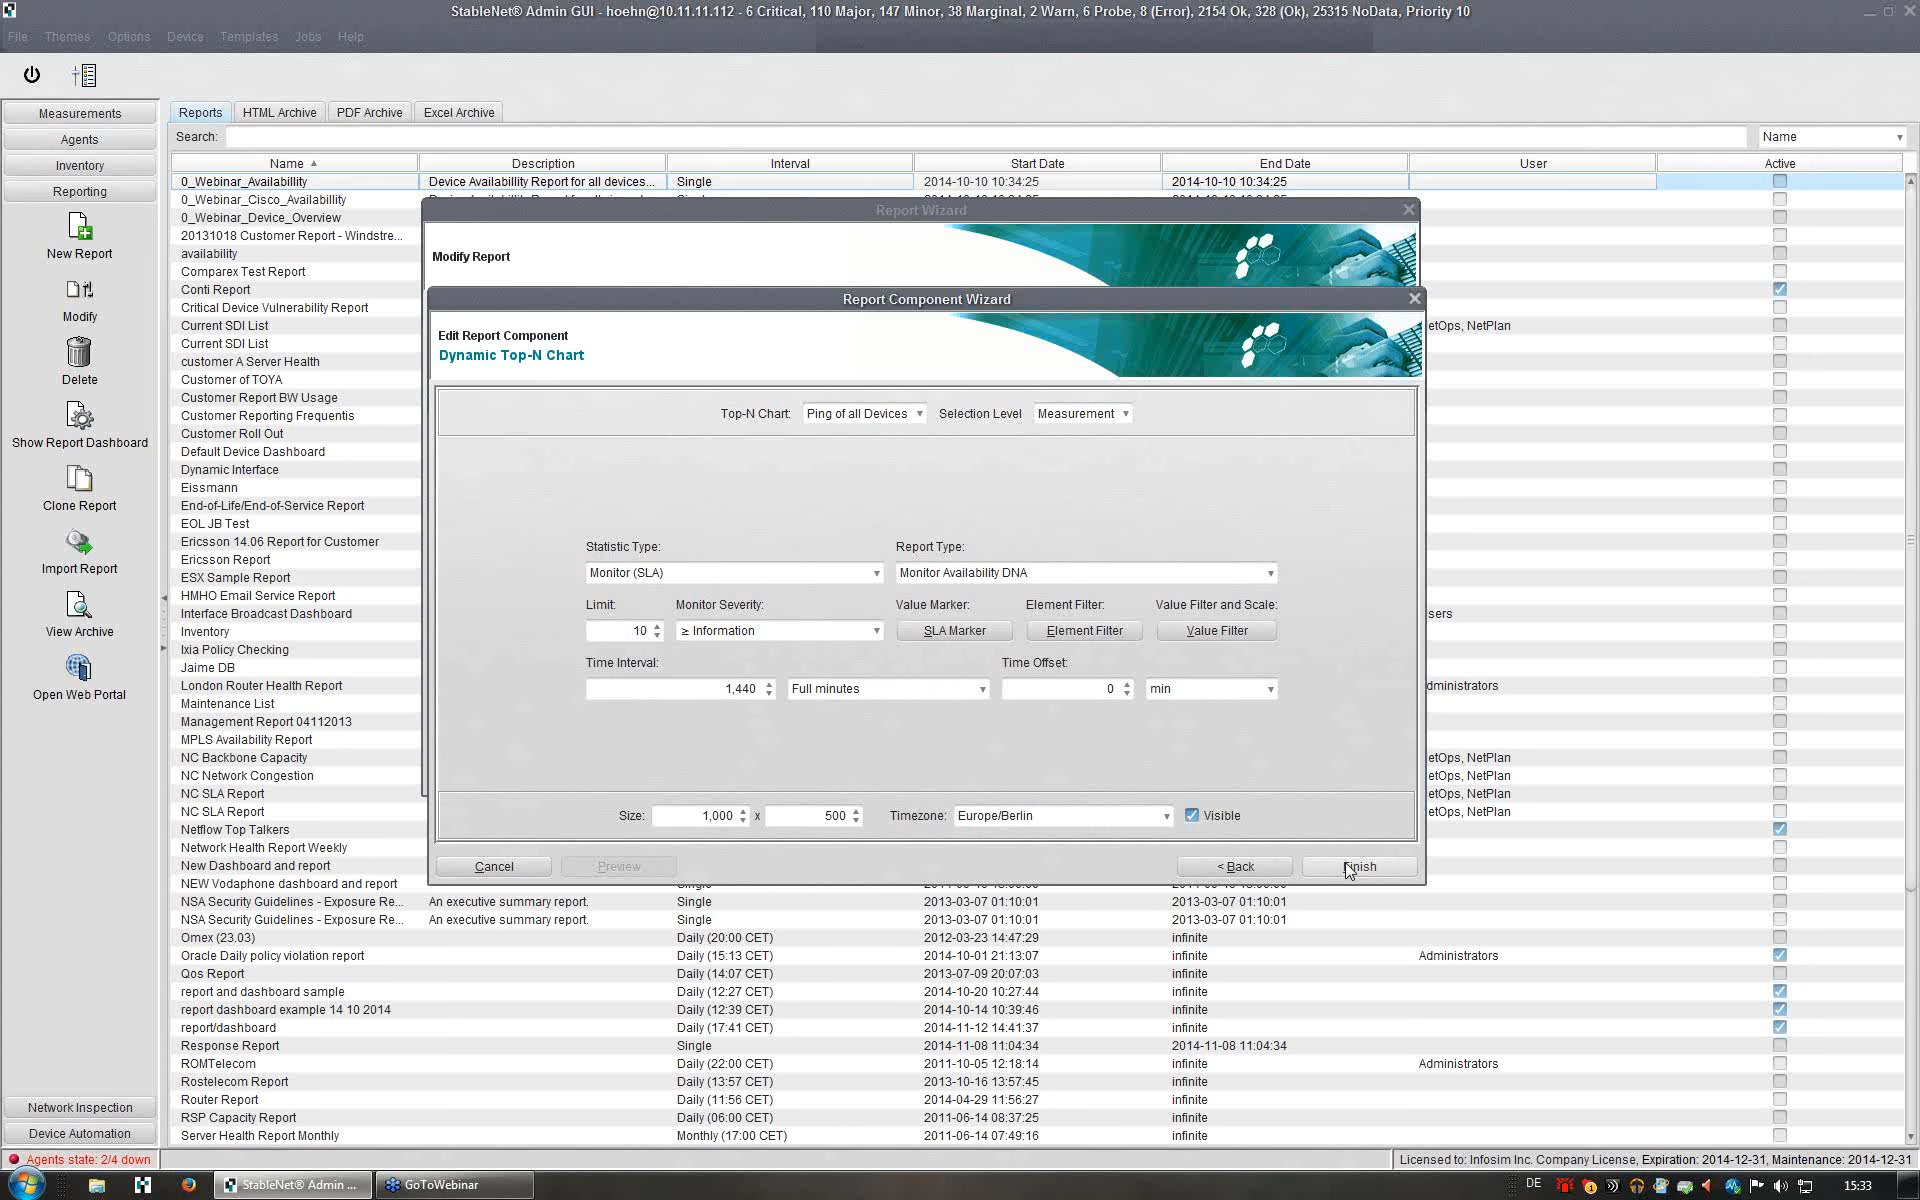 StableNet® Admin GUI - hoehn@10.11.11.112 - 6 Critical, 110 Major, 147 Minor, 38 Marginal, 2 Warn, 6 Probe, 8 (Error), 2154 Ok, 328 (Ok), 25315 NoData, Priority 10
File Themes Options Device Templates Jobs Help
Measurements
Agents
Inventory
Reporting
New Report
Modify
Delete
Show Report Dashboard
Clone Report
Import Report
View Archive
Open Web Portal
Network Inspection
Device Automation
Reports HTML Archive PDF Archive Excel Archive
Search: Name
Name Description Interval Start Date End Date User Active
0_Webinar_Availabillity Device Availabillity Report for all devices... Single 2014-10-10 10:34:25 2014-10-10 10:34:25
0_Webinar_Cisco_Availabillity
0_Webinar_Device_Overview
20131018 Customer Report - Windstre...
availability
Comparex Test Report
Conti Report
Critical Device Vulnerability Report
Current SDI List etOps, NetPlan
Current SDI List
customer A Server Health
Customer of TOYA
Customer Report BW Usage
Customer Reporting Frequentis
Customer Roll Out
Default Device Dashboard
Dynamic Interface
Eissmann
End-of-Life/End-of-Service Report
EOL JB Test
Ericsson 14.06 Report for Customer
Ericsson Report
ESX Sample Report
HMHO Email Service Report
Interface Broadcast Dashboard sers
Inventory
Ixia Policy Checking
Jaime DB
London Router Health Report dministrators
Maintenance List
Management Report 04112013
MPLS Availability Report
NC Backbone Capacity etOps, NetPlan
NC Network Congestion etOps, NetPlan
NC SLA Report etOps, NetPlan
NC SLA Report etOps, NetPlan
Netflow Top Talkers
Network Health Report Weekly
New Dashboard and report
NEW Vodaphone dashboard and report
NSA Security Guidelines - Exposure Re... An executive summary report. Single 2013-03-07 01:10:01 2013-03-07 01:10:01
NSA Security Guidelines - Exposure Re... An executive summary report. Single 2013-03-07 01:10:01 2013-03-07 01:10:01
Omex (23.03) Daily (20:00 CET) 2012-03-23 14:47:29 infinite
Oracle Daily policy violation report Daily (15:13 CET) 2014-10-01 21:13:07 infinite Administrators
Qos Report Daily (14:07 CET) 2013-07-09 20:07:03 infinite
report and dashboard sample Daily (12:27 CET) 2014-10-20 10:27:44 infinite
report dashboard example 14 10 2014 Daily (12:39 CET) 2014-10-14 10:39:46 infinite
report/dashboard Daily (17:41 CET) 2014-11-12 14:41:37 infinite
Response Report Single 2014-11-08 11:04:34 2014-11-08 11:04:34
ROMTelecom Daily (22:00 CET) 2011-10-05 12:18:14 infinite Administrators
Rostelecom Report Daily (13:57 CET) 2013-10-16 13:57:45 infinite
Router Report Daily (11:56 CET) 2014-04-29 11:56:27 infinite
RSP Capacity Report Daily (06:00 CET) 2011-06-14 08:37:25 infinite
Server Health Report Monthly Monthly (17:00 CET) 2011-06-14 07:49:16 infinite
Report Wizard
Modify Report
Report Component Wizard
Edit Report Component
Dynamic Top-N Chart
Top-N Chart: Ping of all Devices Selection Level Measurement
Statistic Type: Report Type:
Monitor (SLA) Monitor Availability DNA
Limit: Monitor Severity: Value Marker: Element Filter: Value Filter and Scale:
10 ≥ Information SLA Marker Element Filter Value Filter
Time Interval: Time Offset:
1,440 Full minutes 0 min
Size: 1,000 x 500 Timezone: Europe/Berlin Visible
Cancel Preview < Back Finish
Agents state: 2/4 down
Licensed to: Infosim Inc. Company License, Expiration: 2014-12-31, Maintenance: 2014-12-31
StableNet® Admin ... GoToWebinar DE 15:33